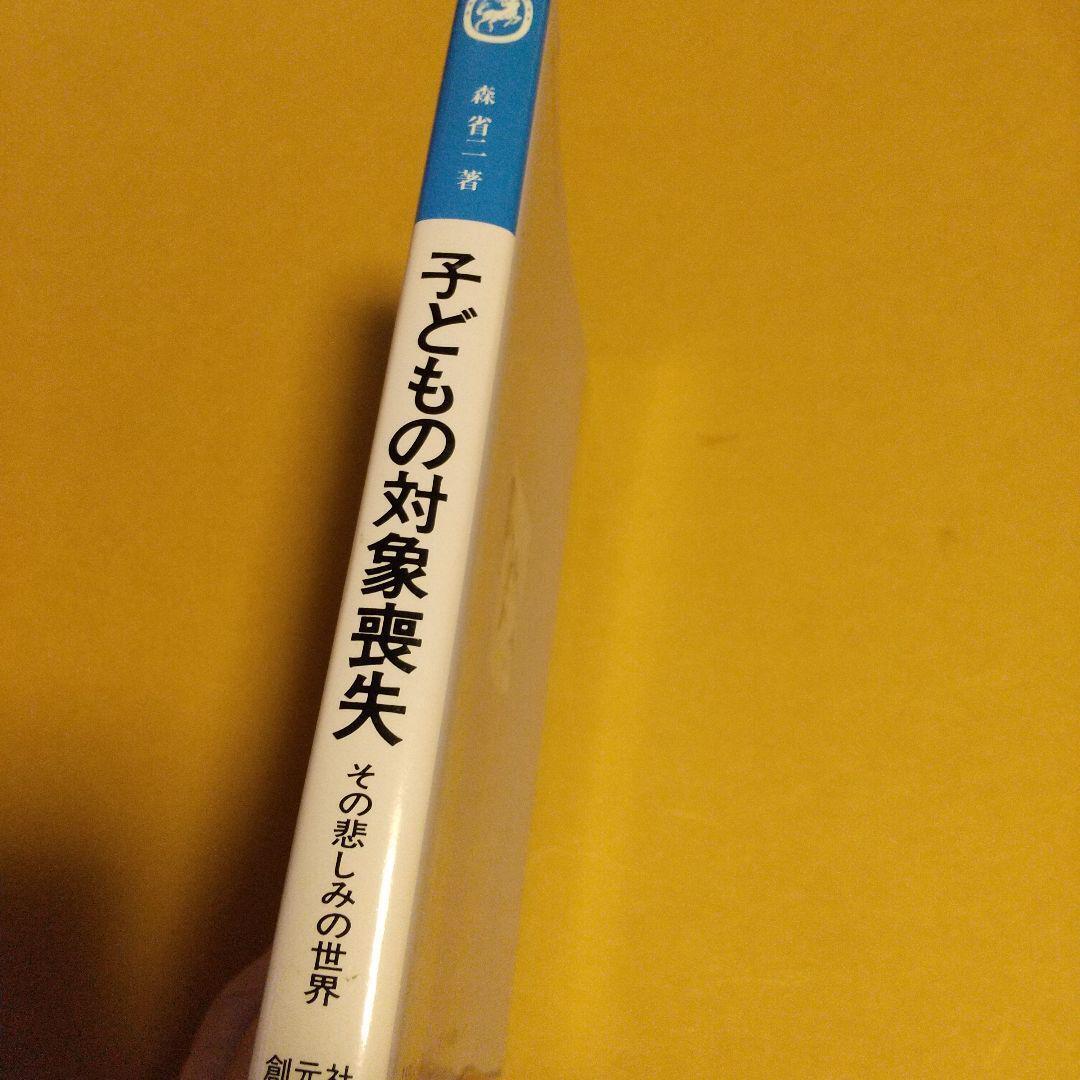 森 省二 著
子どもの対象喪失
その悲しみの世界
創元社